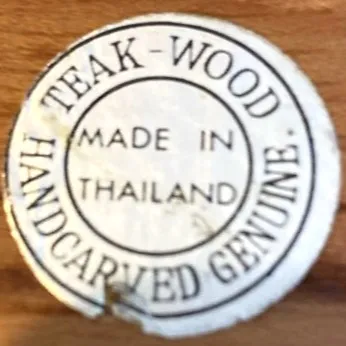 TEAK-WOOD
HANDCARVED GENUINE.
MADE IN
THAILAND